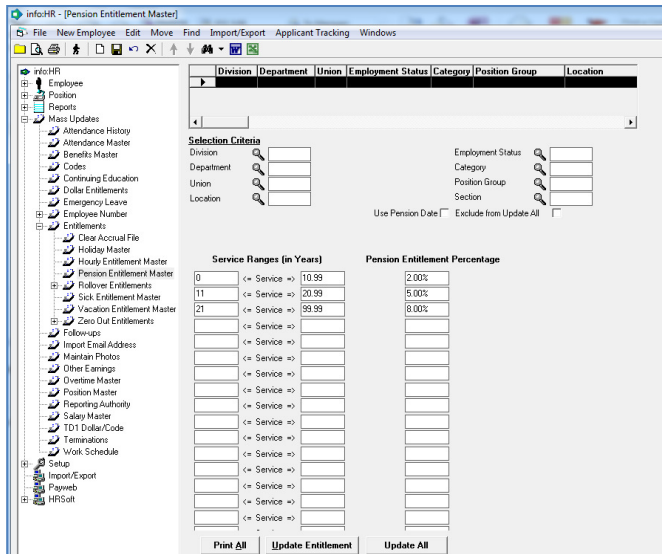 info:HR - [Pension Entitlement Master]
File New Employee Edit Move Find Import/Export Applicant Tracking Windows
info:HR
Employee
Position
Reports
Mass Updates
Attendance History
Attendance Master
Benefits Master
Codes
Continuing Education
Dollar Entitlements
Emergency Leave
Employee Number
Entitlements
Clear Accrual File
Holiday Master
Hourly Entitlement Master
Pension Entitlement Master
Rollover Entitlements
Sick Entitlement Master
Vacation Entitlement Master
Zero Out Entitlements
Follow-ups
Import Email Address
Maintain Photos
Other Earnings
Overtime Master
Position Master
Reporting Authority
Salary Master
TD1 Dollar/Code
Terminations
Work Schedule
Setup
Import/Export
Payweb
HRSoft
Division Department Union Employment Status Category Position Group Location
Selection Criteria
Division Employment Status
Department Category
Union Position Group
Location Section
Use Pension Date Exclude from Update All
Service Ranges (in Years) Pension Entitlement Percentage
0 <= Service => 10.99 2.00%
11 <= Service => 20.99 5.00%
21 <= Service => 99.99 8.00%
<= Service =>
<= Service =>
<= Service =>
<= Service =>
<= Service =>
<= Service =>
<= Service =>
<= Service =>
<= Service =>
<= Service =>
<= Service =>
<= Service =>
<= Service =>
Print All Update Entitlement Update All